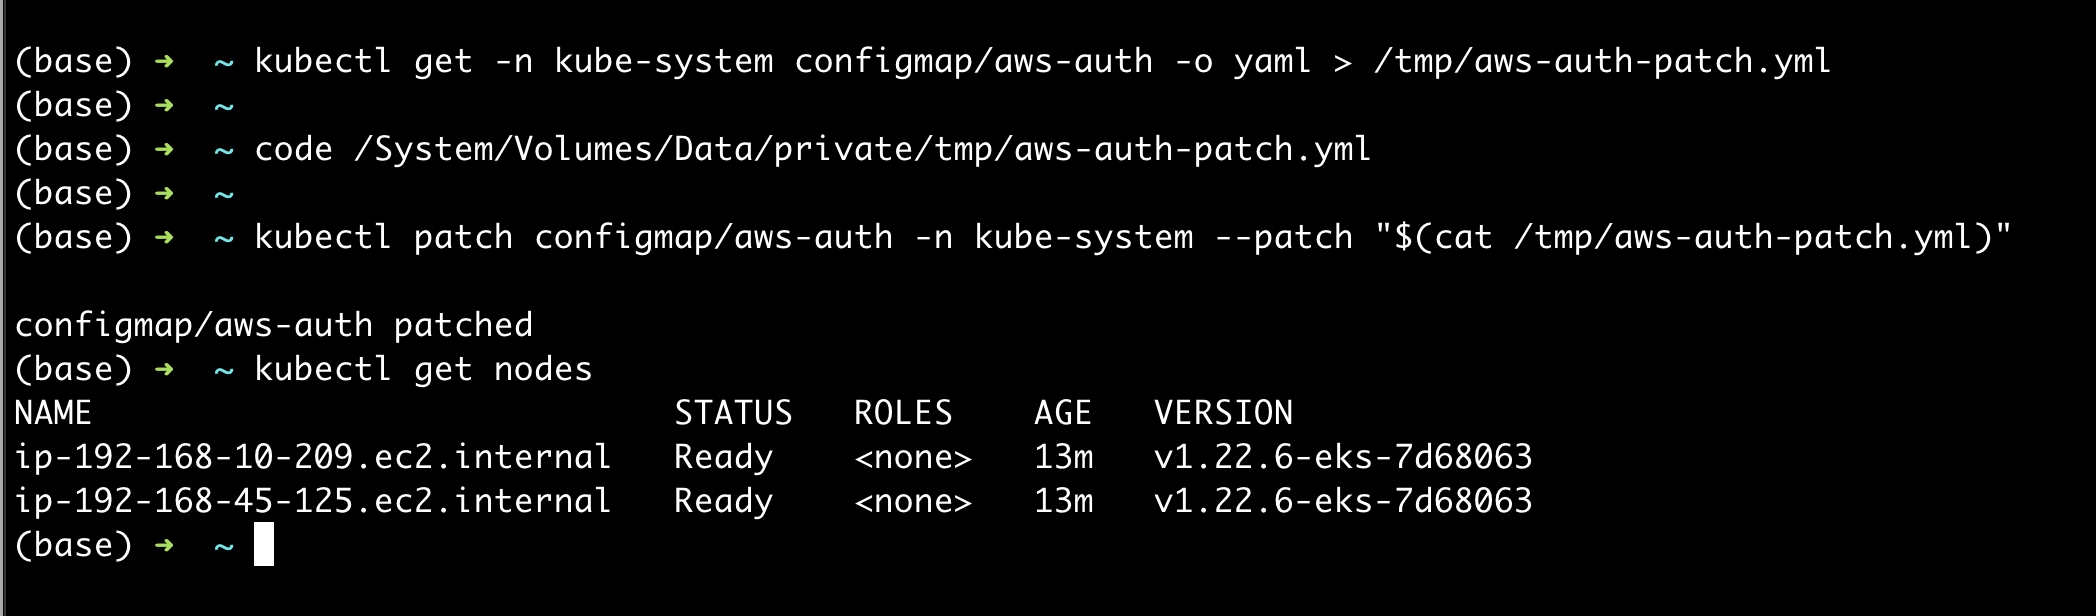 (base) ➜  ~ kubectl get -n kube-system configmap/aws-auth -o yaml > /tmp/aws-auth-patch.yml
(base) ➜  ~
(base) ➜  ~ code /System/Volumes/Data/private/tmp/aws-auth-patch.yml
(base) ➜  ~
(base) ➜  ~ kubectl patch configmap/aws-auth -n kube-system --patch "$(cat /tmp/aws-auth-patch.yml)"
configmap/aws-auth patched
(base) ➜  ~ kubectl get nodes
NAME                             STATUS   ROLES    AGE   VERSION
ip-192-168-10-209.ec2.internal   Ready    <none>   13m   v1.22.6-eks-7d68063
ip-192-168-45-125.ec2.internal   Ready    <none>   13m   v1.22.6-eks-7d68063
(base) ➜  ~